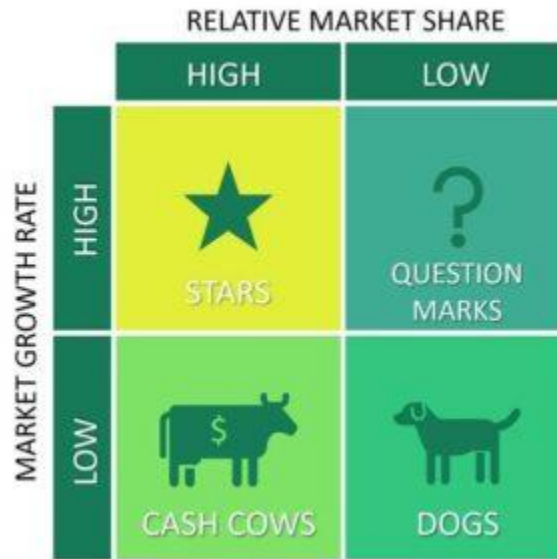 RELATIVE MARKET SHARE
HIGH
LOW
MARKET GROWTH RATE
HIGH
STARS
?
QUESTION
MARKS
LOW
$
CASH COWS
DOGS